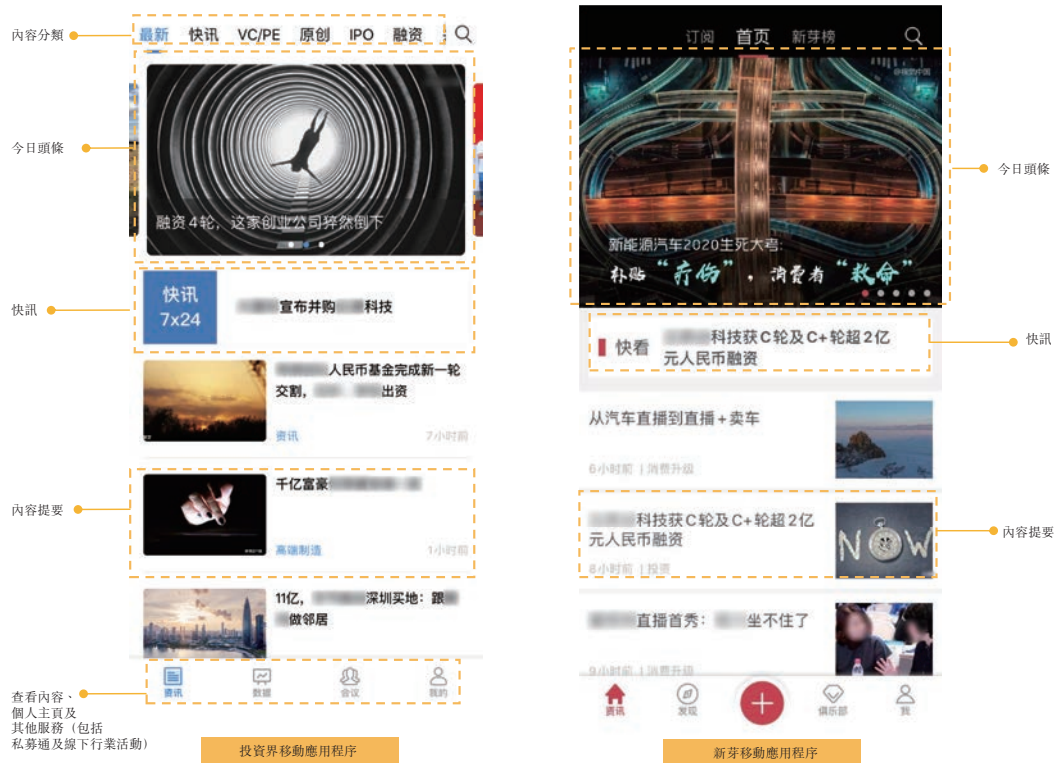 內容分類
最新 快讯 VC/PE 原创 IPO 融资
今日頭條
融资4轮，这家创业公司猝然倒下
快訊
快讯
7x24
宣布并购 科技
人民币基金完成新一轮
交割， 出资
资讯 7小时前
內容提要
千亿富豪
高端制造 1小时前
11亿， 深圳买地：跟
做邻居
资讯 数据 会议 我的
查看內容、
個人主頁及
其他服務（包括
私募通及線下行業活動）
投資界移動應用程序
订阅 首页 新芽榜
@视觉中国
今日頭條
新能源汽车2020生死大考:
补贴“疗伤”，消费者“救命”
快看
科技获C轮及C+轮超2亿
元人民币融资
快訊
从汽车直播到直播+卖车
6小时前 | 消费升级
科技获C轮及C+轮超2亿
元人民币融资
8小时前 | 投资
NOW
內容提要
直播首秀： 坐不住了
9小时前 | 消费升级
资讯 发现 俱乐部 我
新芽移動應用程序